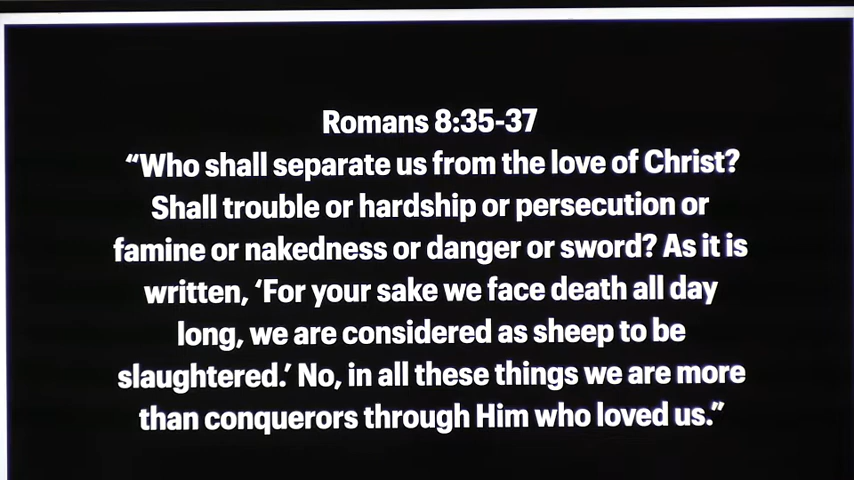 Romans 8:35-37
“Who shall separate us from the love of Christ?
Shall trouble or hardship or persecution or
famine or nakedness or danger or sword? As it is
written, ‘For your sake we face death all day
long, we are considered as sheep to be
slaughtered.’ No, in all these things we are more
than conquerors through Him who loved us.”